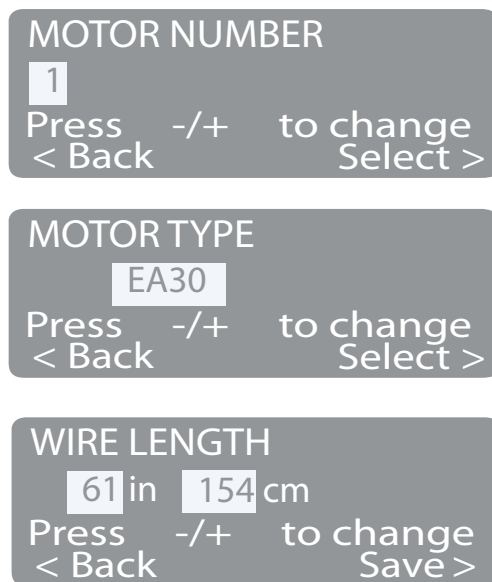 MOTOR NUMBER
1
Press -/+ to change
< Back Select >
MOTOR TYPE
EA30
Press -/+ to change
< Back Select >
WIRE LENGTH
61 in 154 cm
Press -/+ to change
< Back Save >